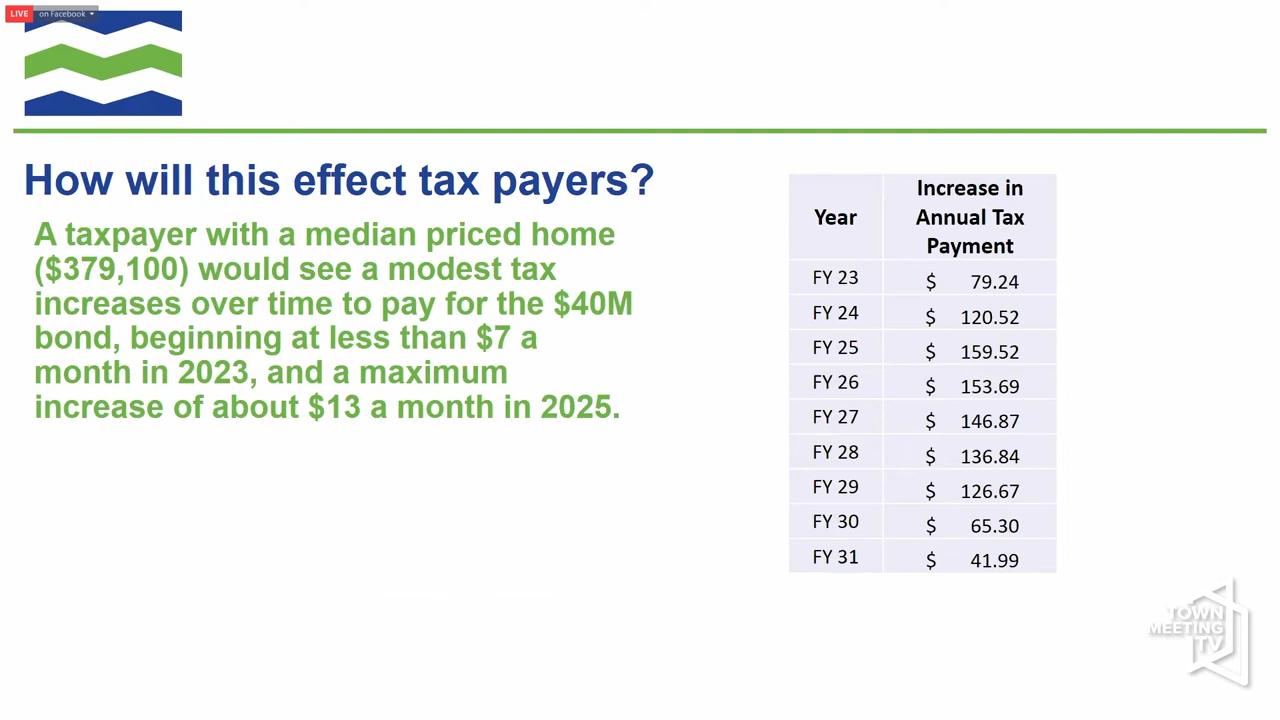 LIVE on Facebook
How will this effect tax payers?
A taxpayer with a median priced home
($379,100) would see a modest tax
increases over time to pay for the $40M
bond, beginning at less than $7 a
month in 2023, and a maximum
increase of about $13 a month in 2025.
Year Increase in Annual Tax Payment
FY 23 $ 79.24
FY 24 $ 120.52
FY 25 $ 159.52
FY 26 $ 153.69
FY 27 $ 146.87
FY 28 $ 136.84
FY 29 $ 126.67
FY 30 $ 65.30
FY 31 $ 41.99
TOWN
MEETING
TV